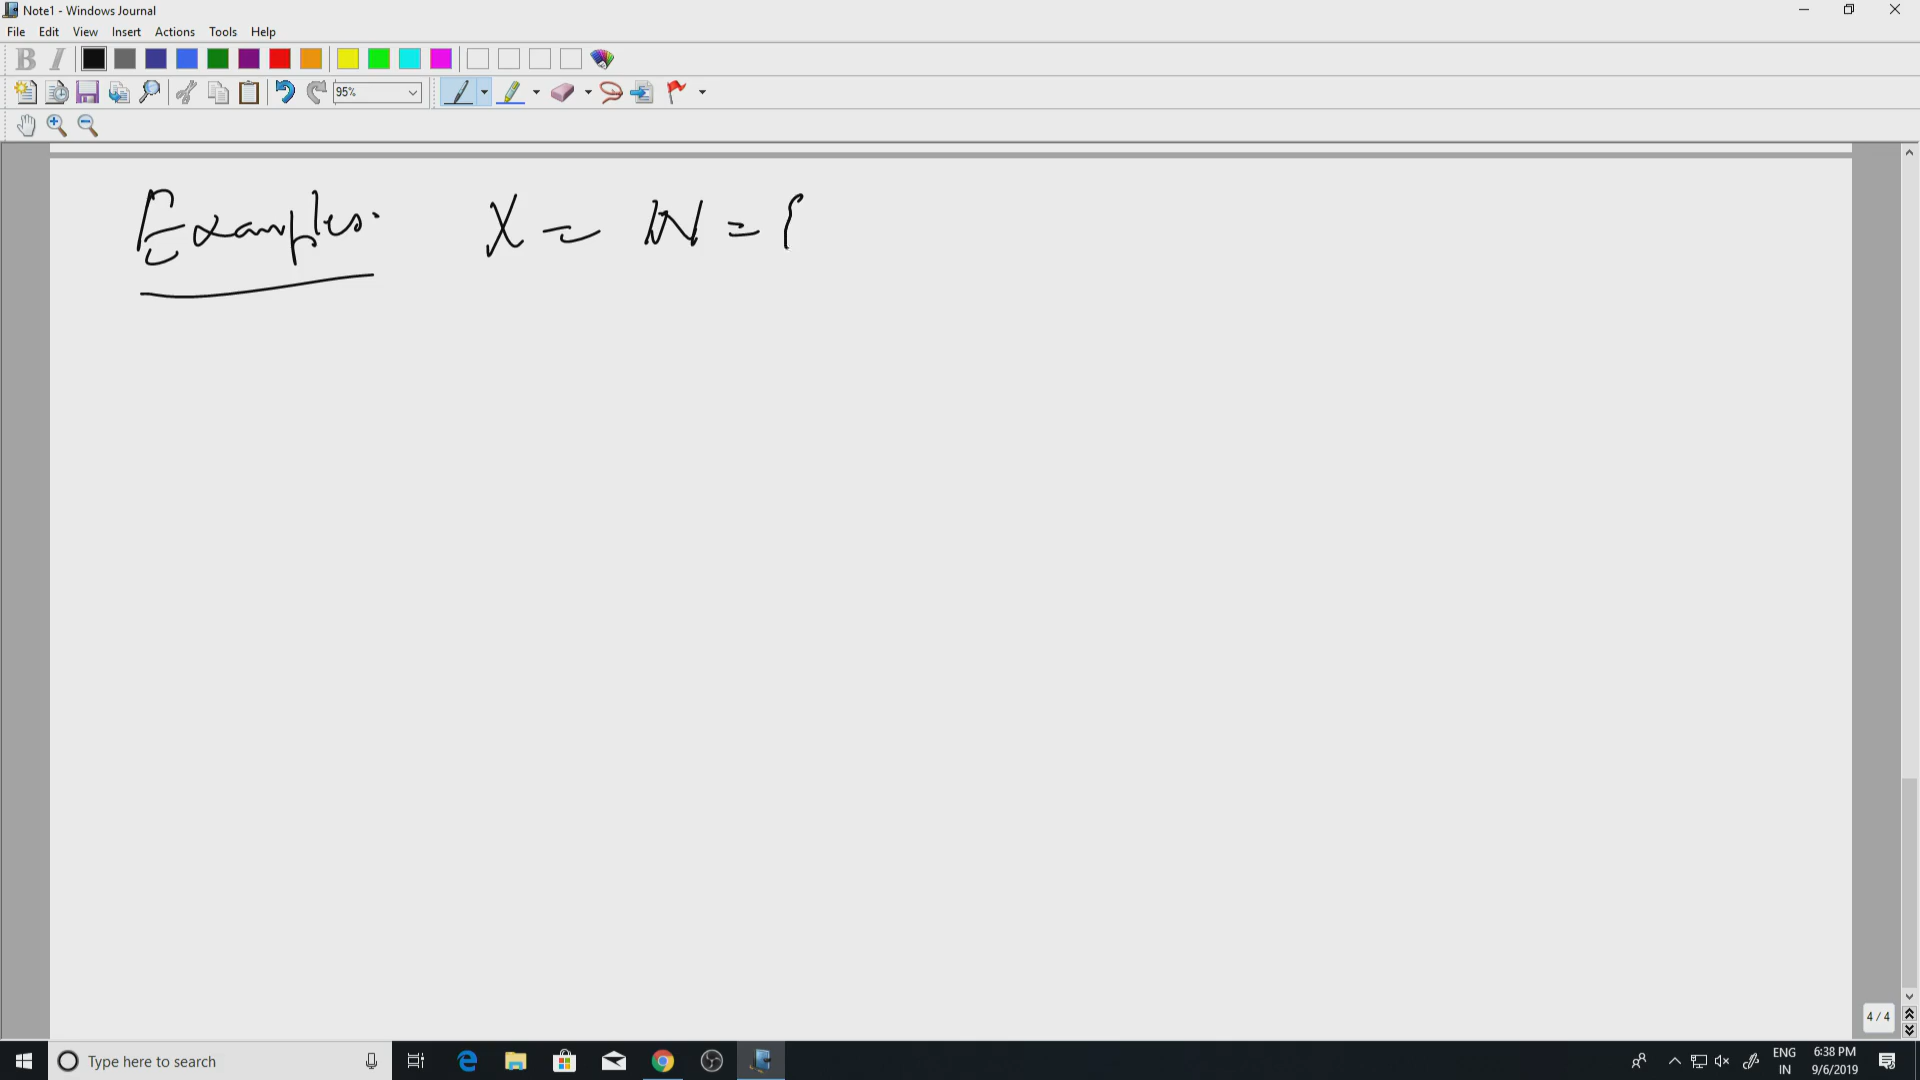 Note1 - Windows Journal
File Edit View Insert Actions Tools Help
B I
95%
Examples. X = ℕ = {
4 / 4
Type here to search
ENG 6:38 PM
IN 9/6/2019